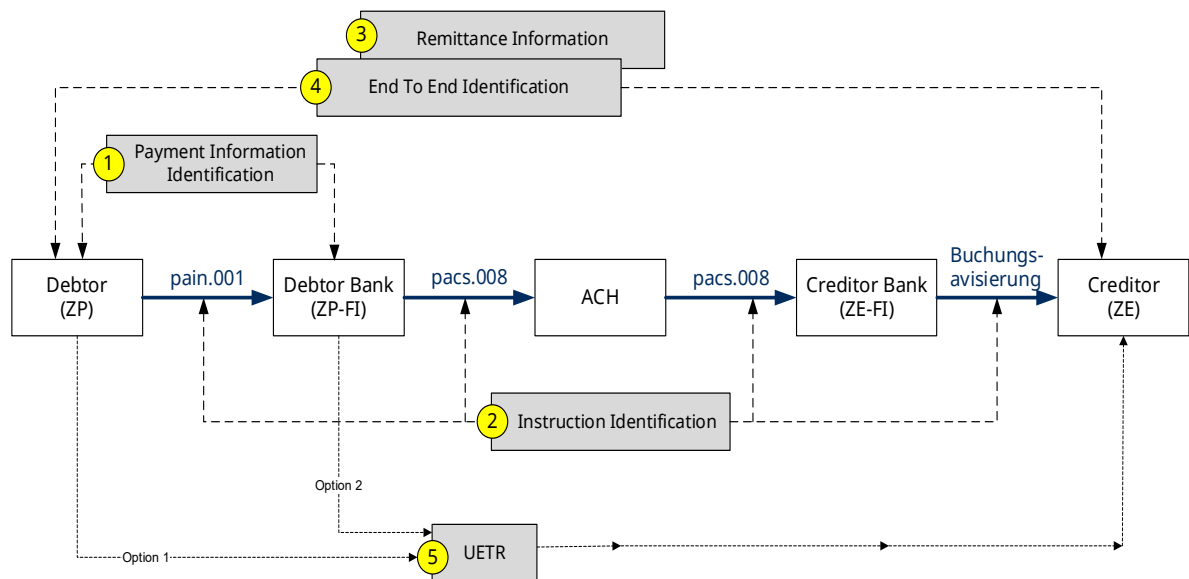 3
Remittance Information
4
End To End Identification
1
Payment Information
Identification
Debtor
(ZP)
pain.001
Debtor Bank
(ZP-FI)
pacs.008
ACH
pacs.008
Creditor Bank
(ZE-FI)
Buchungs-
avisierung
Creditor
(ZE)
2
Instruction Identification
Option 2
Option 1
5
UETR